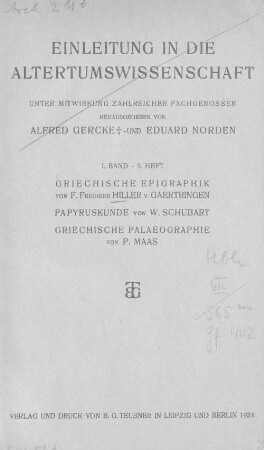 EINLEITUNG IN DIE
ALTERTUMSWISSENSCHAFT
UNTER MITWIRKUNG ZAHLREICHER FACHGENOSSEN
HERAUSGEGEBEN VON
ALFRED GERCKE† UND EDUARD NORDEN
I. BAND · 9. HEFT
GRIECHISCHE EPIGRAPHIK
VON F. FREIHERR HILLER V. GAERTRINGEN
PAPYRUSKUNDE VON W. SCHUBART
GRIECHISCHE PALAEOGRAPHIE
VON P. MAAS
VERLAG UND DRUCK VON B. G. TEUBNER IN LEIPZIG UND BERLIN 1924